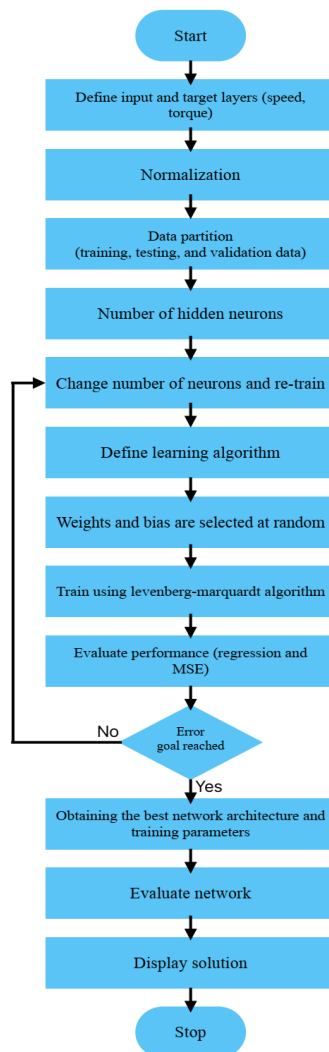 Start
Define input and target layers (speed,
torque)
Normalization
Data partition
(training, testing, and validation data)
Number of hidden neurons
Change number of neurons and re-train
Define learning algorithm
Weights and bias are selected at random
Train using levenberg-marquardt algorithm
Evaluate performance (regression and
MSE)
No
Error
goal reached
Yes
Obtaining the best network architecture and
training parameters
Evaluate network
Display solution
Stop